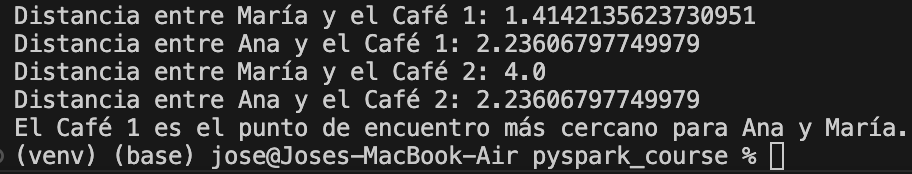 Distancia entre María y el Café 1: 1.4142135623730951
Distancia entre Ana y el Café 1: 2.23606797749979
Distancia entre María y el Café 2: 4.0
Distancia entre Ana y el Café 2: 2.23606797749979
El Café 1 es el punto de encuentro más cercano para Ana y María.
(venv) (base) jose@Joses-MacBook-Air pyspark_course %